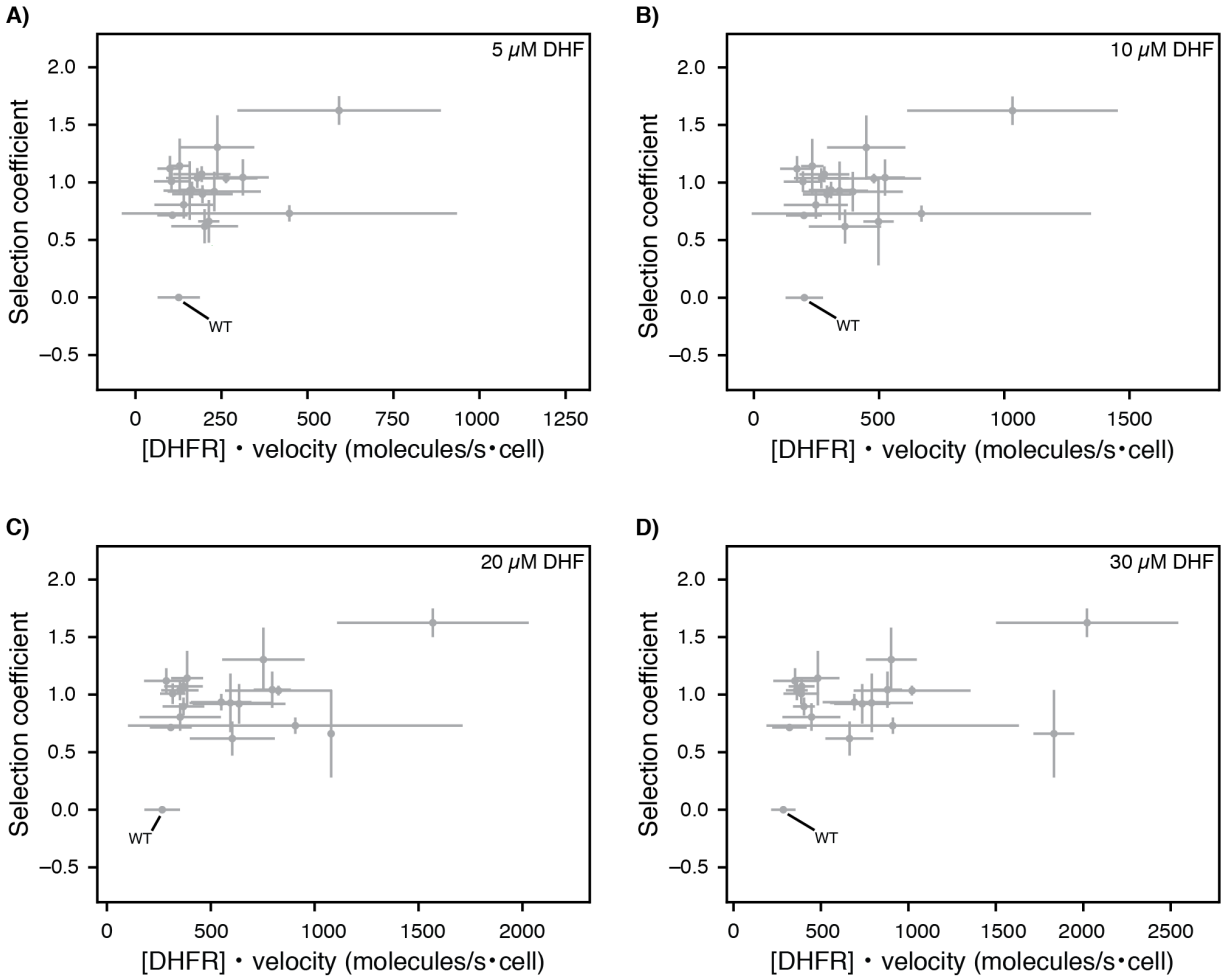 A)
5 µM DHF
2.0
1.5
1.0
0.5
0.0
−0.5
Selection coefficient
WT
0 250 500 750 1000 1250
[DHFR] • velocity (molecules/s•cell)
B)
10 µM DHF
2.0
1.5
1.0
0.5
0.0
−0.5
Selection coefficient
WT
0 500 1000 1500
[DHFR] • velocity (molecules/s•cell)
C)
20 µM DHF
2.0
1.5
1.0
0.5
0.0
−0.5
Selection coefficient
WT
0 500 1000 1500 2000
[DHFR] • velocity (molecules/s•cell)
D)
30 µM DHF
2.0
1.5
1.0
0.5
0.0
−0.5
Selection coefficient
WT
0 500 1000 1500 2000 2500
[DHFR] • velocity (molecules/s•cell)